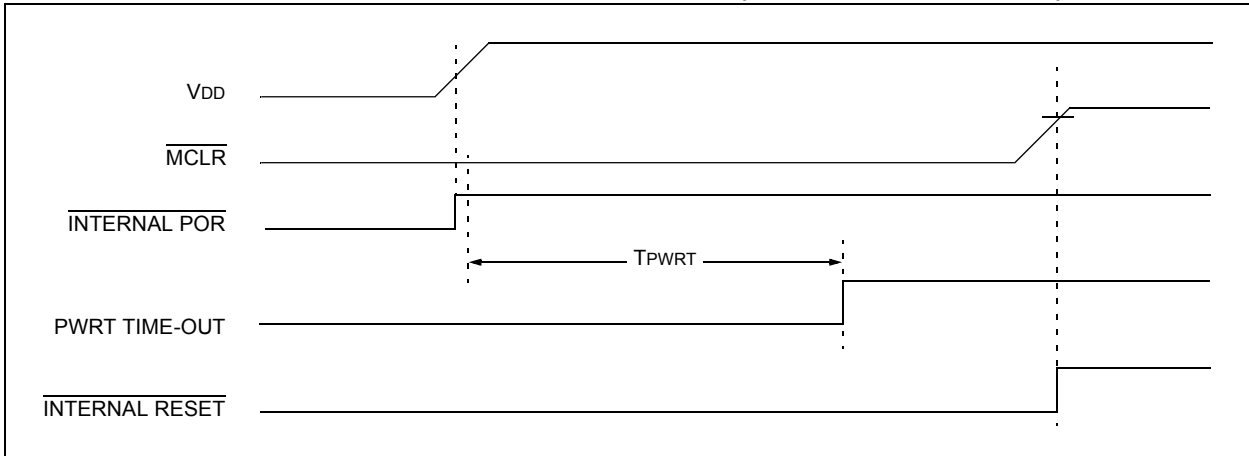 VDD
MCLR
INTERNAL POR
TPWRT
PWRT TIME-OUT
INTERNAL RESET